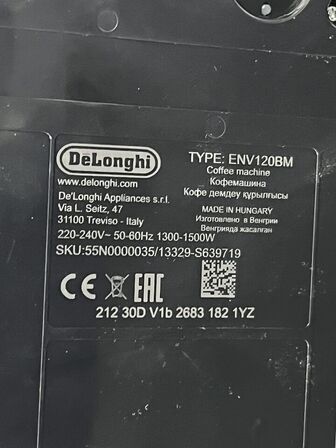 DeLonghi
TYPE: ENV120BM
Coffee machine
Кофемашина
Кофе демдеу құрылғысы
www.delonghi.com
De'Longhi Appliances s.r.l.
Via L. Seitz, 47
31100 Treviso - Italy
MADE IN HUNGARY
Изготовлено в Венгрии
Венгрияда жасалған
220-240V~ 50-60Hz 1300-1500W
SKU:55N0000035/13329-S639719
CE EAC
212 30D V1b 2683 182 1YZ